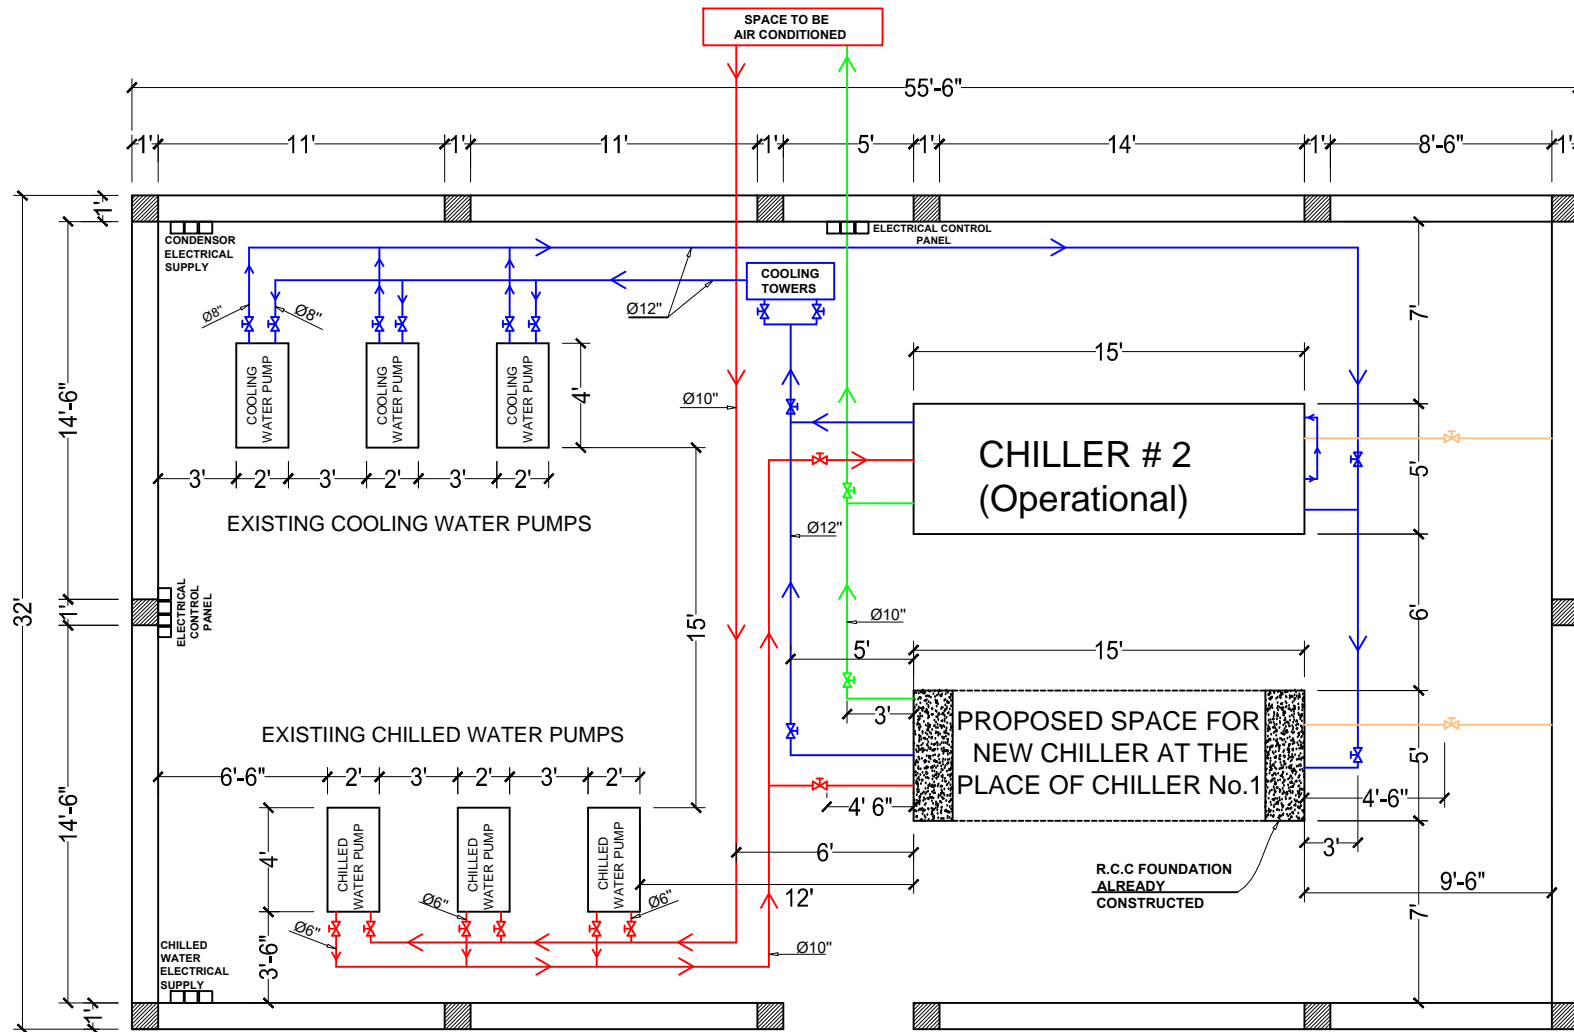 SPACE TO BE
AIR CONDITIONED
55'-6"
1'
11'
1'
11'
1'
5'
1'
14'
1'
8'-6"
1'
1'
CONDENSOR
ELECTRICAL
SUPPLY
ELECTRICAL CONTROL
PANEL
COOLING
TOWERS
Ø8"
Ø8"
Ø12"
7'
15'
COOLING
WATER PUMP
COOLING
WATER PUMP
COOLING
WATER PUMP
4'
Ø10"
14'-6"
CHILLER # 2
(Operational)
5'
3'
2'
3'
2'
3'
2'
EXISTING COOLING WATER PUMPS
Ø12"
32'
1'
ELECTRICAL
CONTROL
PANEL
15'
Ø10"
6'
5'
15'
3'
EXISTIING CHILLED WATER PUMPS
PROPOSED SPACE FOR
NEW CHILLER AT THE
PLACE OF CHILLER No.1
5'
6'-6"
2'
3'
2'
3'
2'
4' 6"
4'-6"
14'-6"
4'
CHILLED
WATER PUMP
CHILLED
WATER PUMP
CHILLED
WATER PUMP
6'
3'
R.C.C FOUNDATION
ALREADY
CONSTRUCTED
9'-6"
12'
Ø6"
Ø6"
Ø6"
7'
CHILLED
WATER
ELECTRICAL
SUPPLY
3'-6"
Ø10"
1'